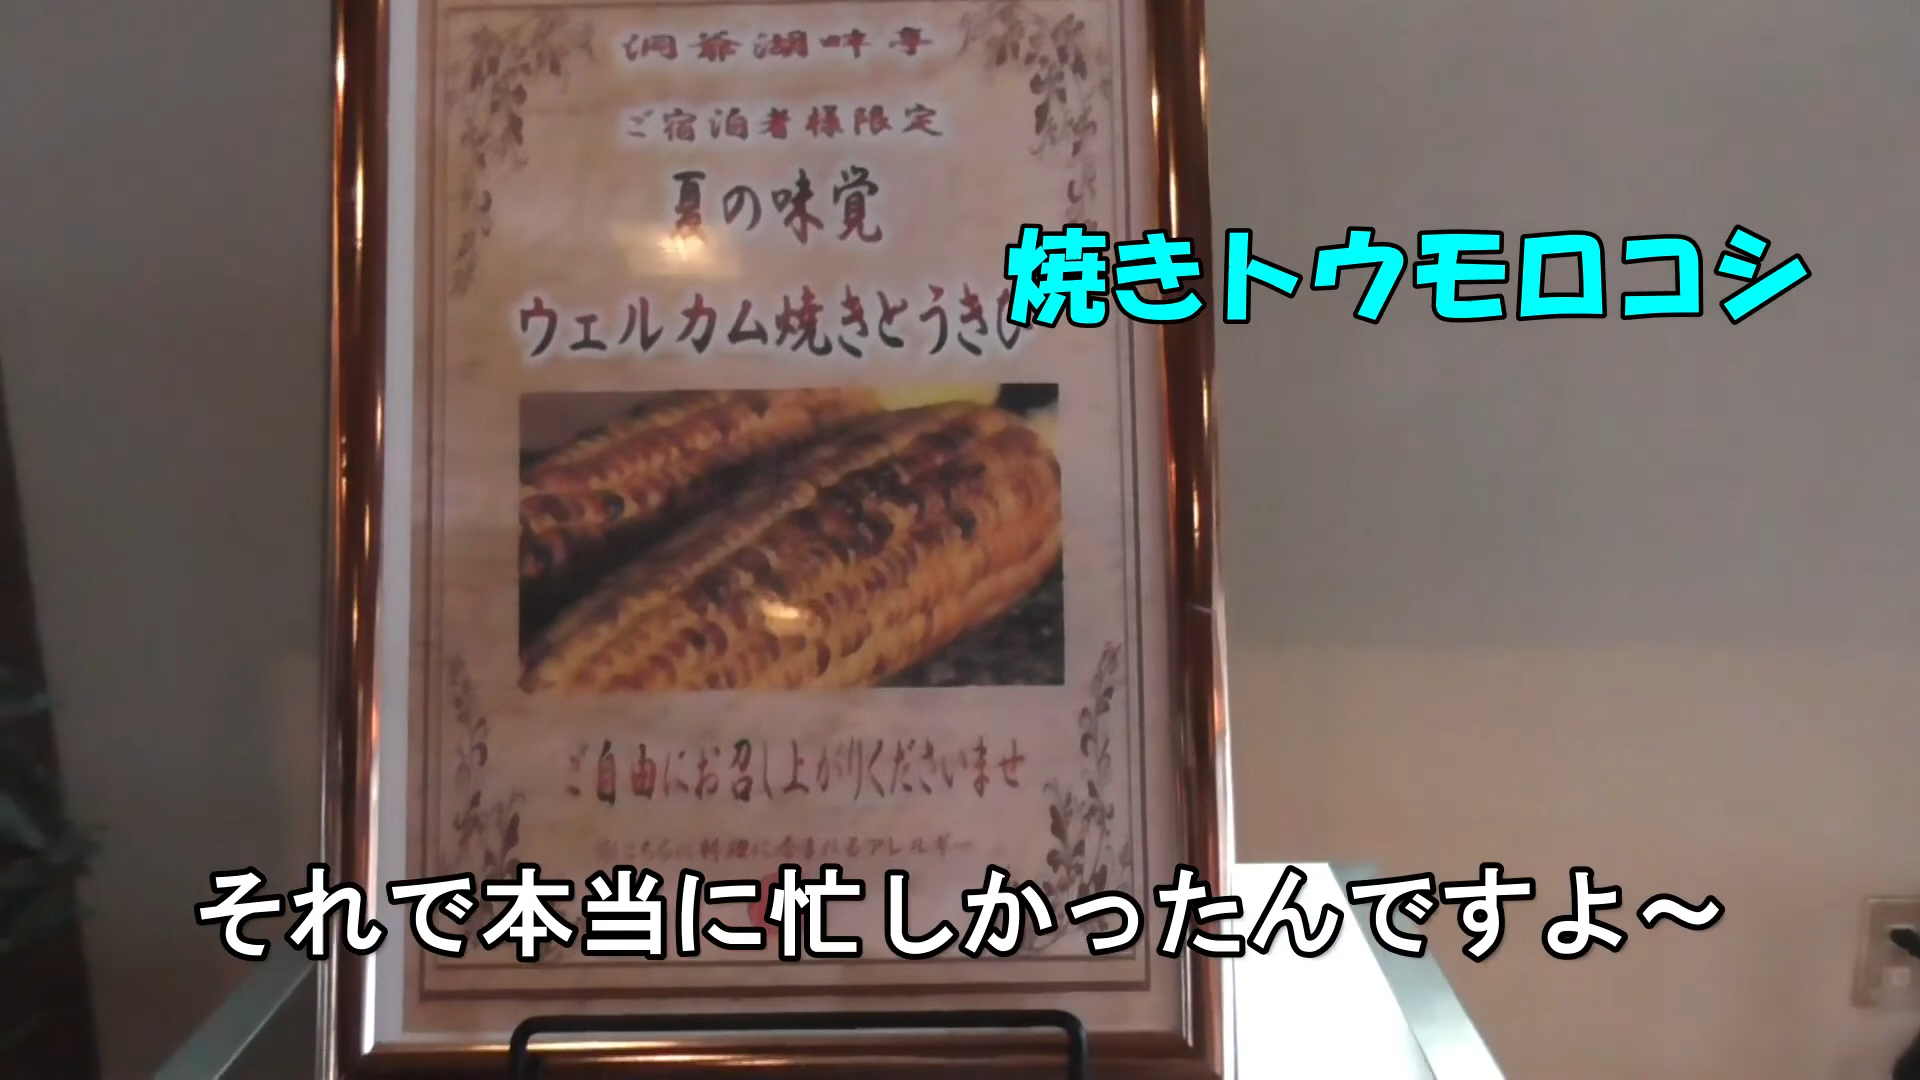 洞爺湖畔亭
ご宿泊者様限定
夏の味覚
焼きトウモロコシ
ウェルカム焼きとうきび
ご自由にお召し上がりくださいませ
それで本当に忙しかったんですよ～